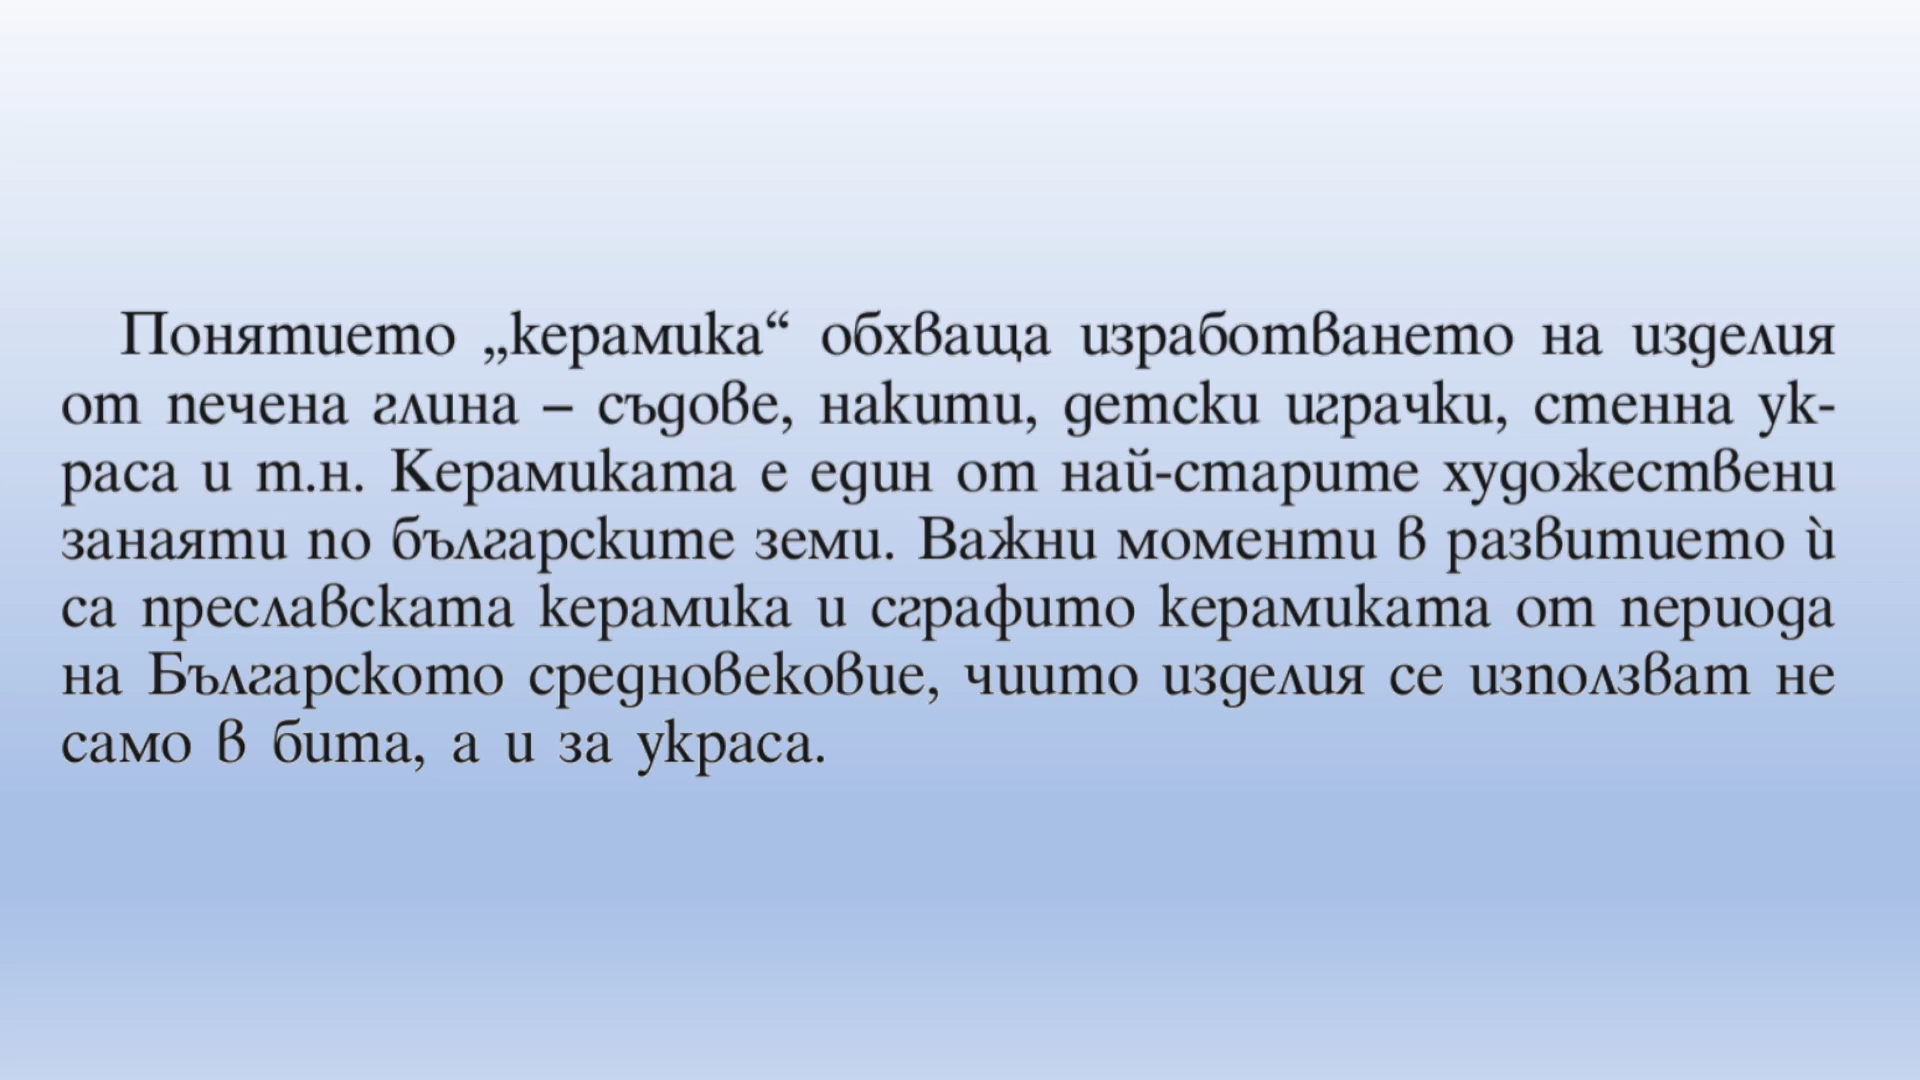 Понятието „керамика“ обхваща изработването на изделия
от печена глина – съдове, накити, детски играчки, стенна ук-
раса и т.н. Керамиката е един от най-старите художествени
занаяти по българските земи. Важни моменти в развитието ѝ
са преславската керамика и сграфито керамиката от периода
на Българското средновековие, чиито изделия се използват не
само в бита, а и за украса.